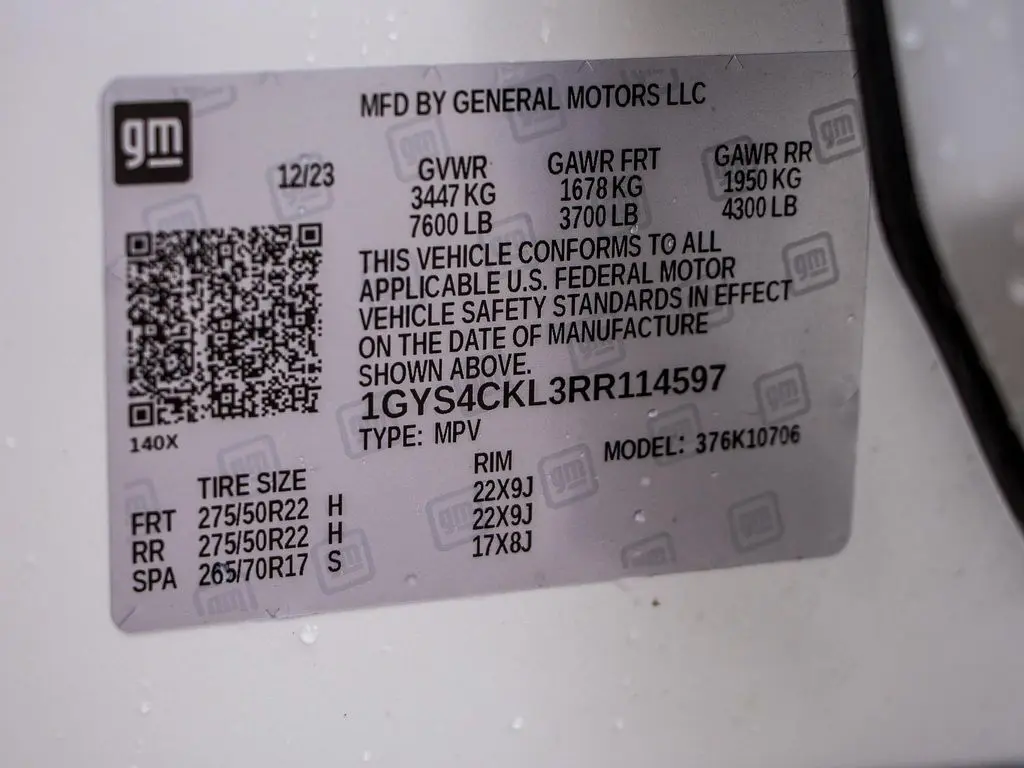 MFD BY GENERAL MOTORS LLC
gm
12/23
GVWR GAWR FRT GAWR RR
3447 KG 1678 KG 1950 KG
7600 LB 3700 LB 4300 LB
THIS VEHICLE CONFORMS TO ALL
APPLICABLE U.S. FEDERAL MOTOR
VEHICLE SAFETY STANDARDS IN EFFECT
ON THE DATE OF MANUFACTURE
SHOWN ABOVE.
1GYS4CKL3RR114597
140X
TYPE: MPV MODEL: 376K10706
TIRE SIZE RIM
FRT 275/50R22 H 22X9J
RR 275/50R22 H 22X9J
SPA 265/70R17 S 17X8J